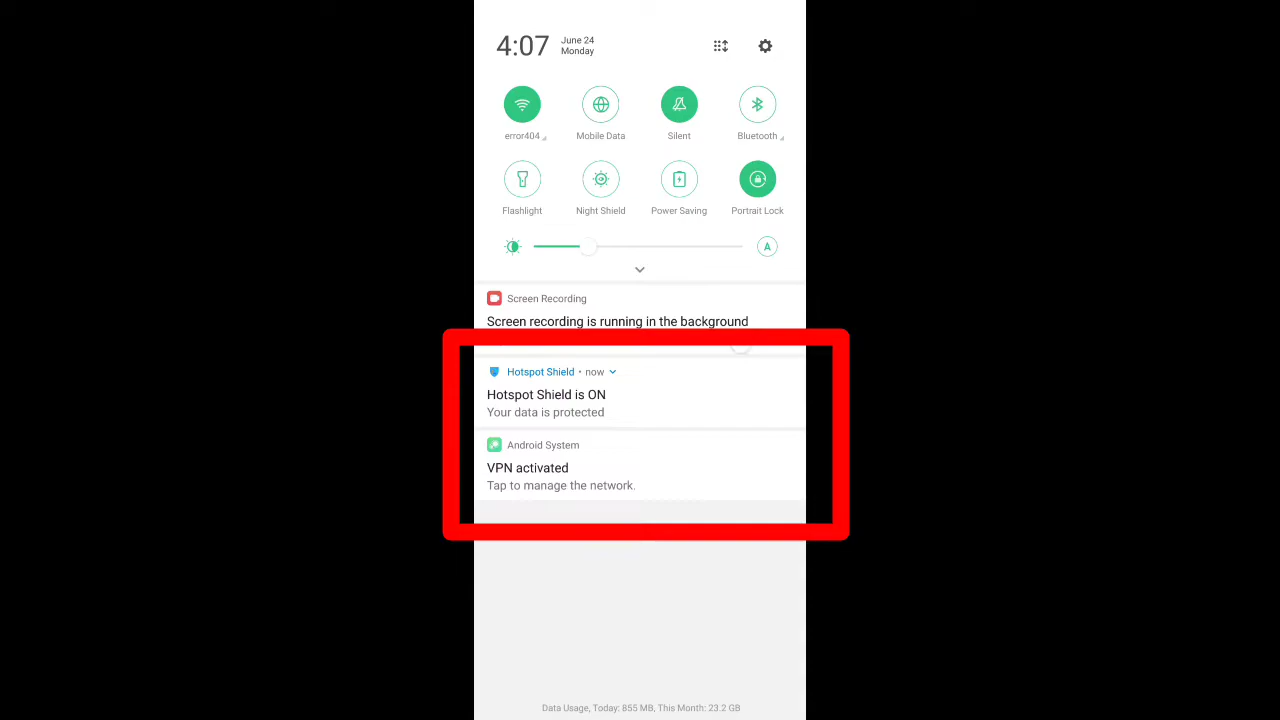 4:07
June 24
Monday
error404
Mobile Data
Silent
Bluetooth
Flashlight
Night Shield
Power Saving
Portrait Lock
A
Screen Recording
Screen recording is running in the background
Hotspot Shield • now
Hotspot Shield is ON
Your data is protected
Android System
VPN activated
Tap to manage the network.
Data Usage, Today: 855 MB, This Month: 23.2 GB